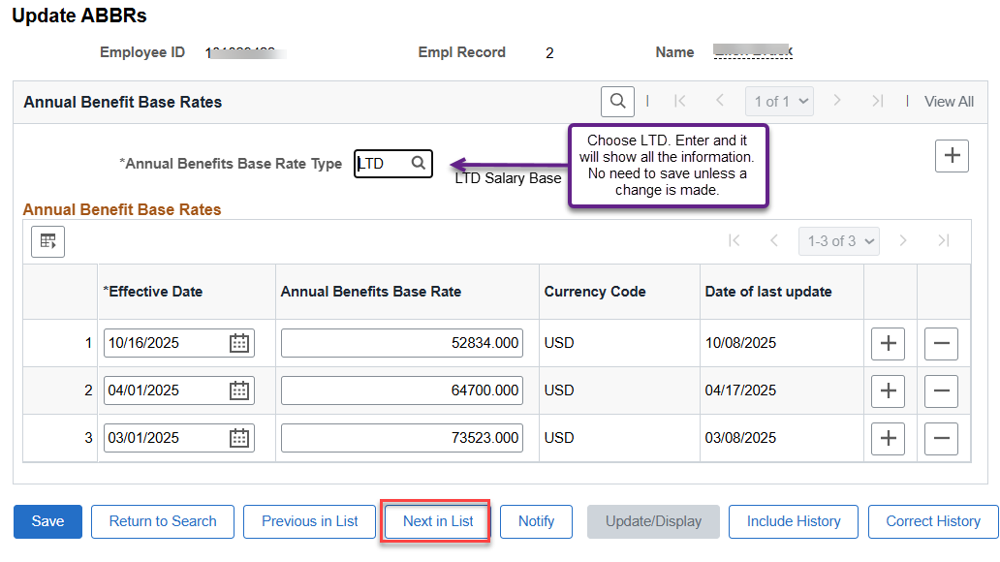 Update ABBRs
Employee ID
Empl Record 2 Name
Annual Benefit Base Rates 1 of 1 View All
*Annual Benefits Base Rate Type LTD LTD Salary Base
Choose LTD. Enter and it
will show all the information.
No need to save unless a
change is made.
Annual Benefit Base Rates
1-3 of 3
*Effective Date Annual Benefits Base Rate Currency Code Date of last update
1 10/16/2025 52834.000 USD 10/08/2025
2 04/01/2025 64700.000 USD 04/17/2025
3 03/01/2025 73523.000 USD 03/08/2025
Save Return to Search Previous in List Next in List Notify Update/Display Include History Correct History